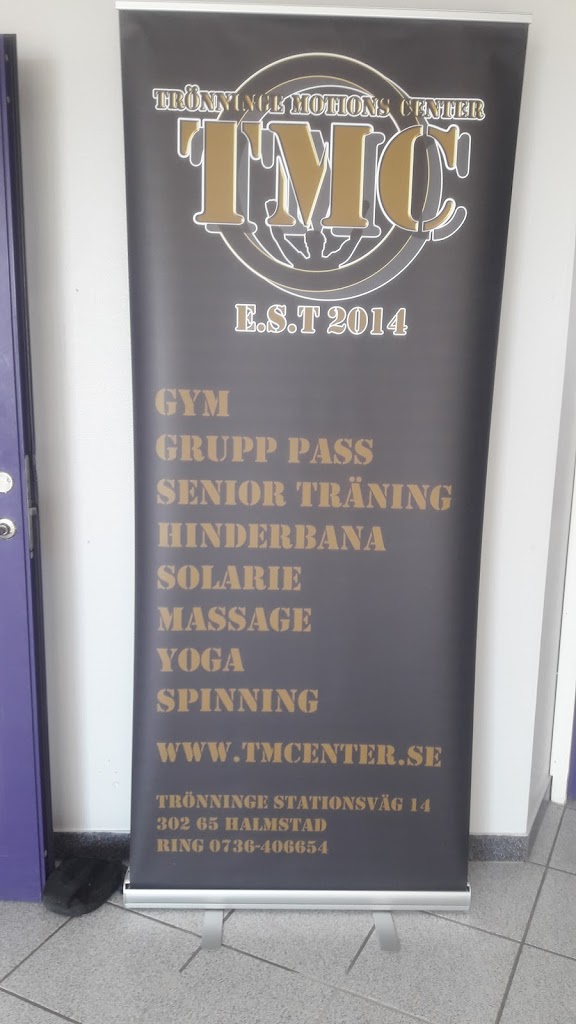 TRÖNNINGE MOTIONS CENTER
TMC
E.S.T 2014
GYM
GRUPP PASS
SENIOR TRÄNING
HINDERBANA
SOLARIE
MASSAGE
YOGA
SPINNING
WWW.TMCENTER.SE
TRÖNNINGE STATIONSVÄG 14
302 65 HALMSTAD
RING 0736-406654